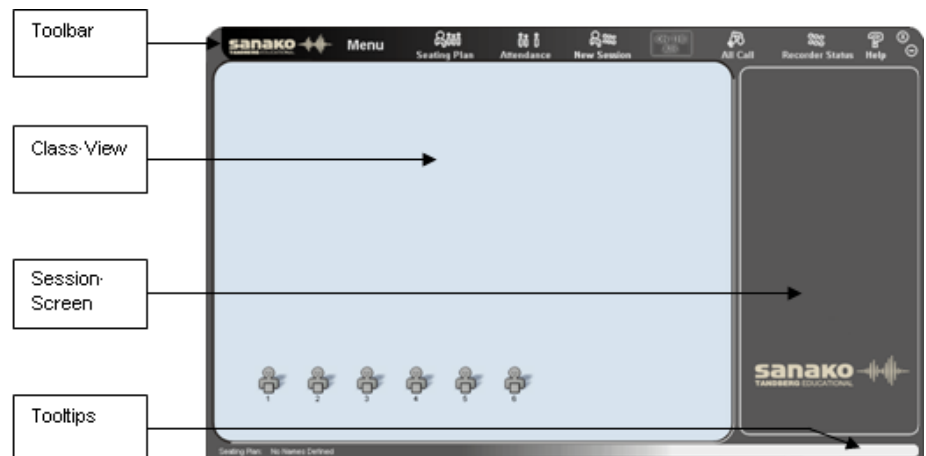 Toolbar
sanako
TANDBERG EDUCATIONAL
Menu
Seating Plan
Attendance
New Session
All Call
Recorder Status
Help
Class View
Session
Screen
sanako
TANDBERG EDUCATIONAL
1 2 3 4 5 6
Tooltips
Seating Plan: No Names Defined